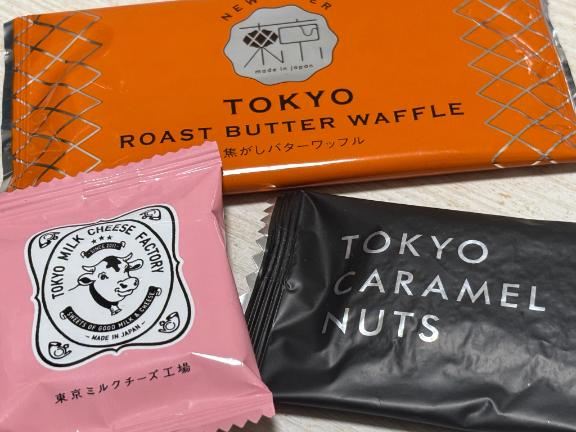 made in japan
TOKYO
ROAST BUTTER WAFFLE
焦がしバターワッフル
TOKYO MILK CHEESE FACTORY
SINCE 2012
SWEETS OF GOOD MILK & CHEESE
- MADE IN JAPAN -
東京ミルクチーズ工場
TOKYO
CARAMEL
NUTS